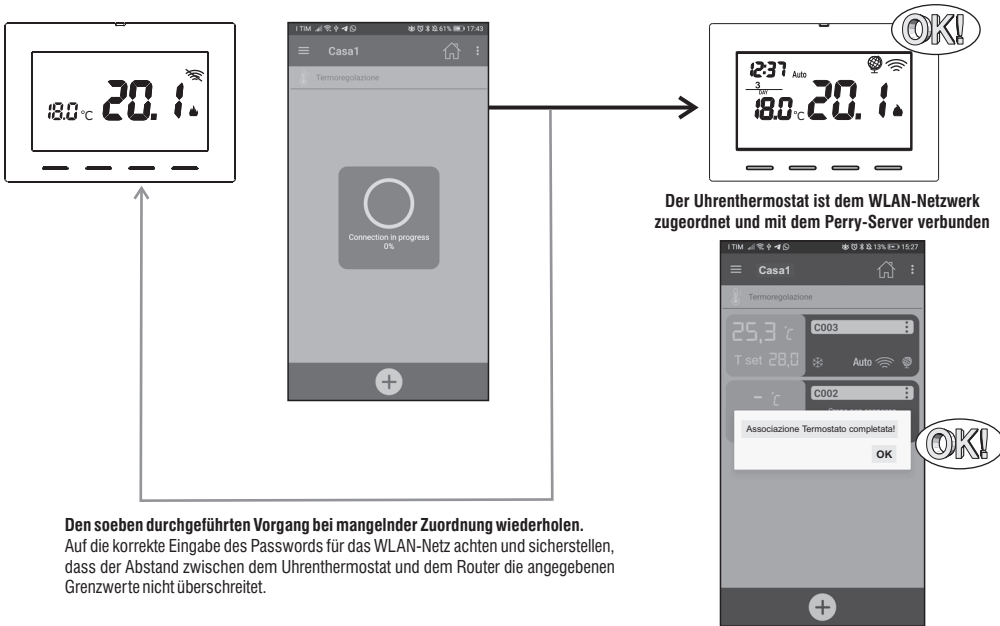 18.0 °C 20.1
I TIM 61% 17:43
Casa1
Termoregolazione
Connection in progress
0%
OK!
12:37 Auto
3
DAY
18.0 °C 20.1
Der Uhrenthermostat ist dem WLAN-Netzwerk
zugeordnet und mit dem Perry-Server verbunden
I TIM 13% 15:27
Casa1
Termoregolazione
25,3 °C
C003
T set 28,0
Auto
- °C
C002
Associazione Termostato completata!
OK
OK!
Den soeben durchgeführten Vorgang bei mangelnder Zuordnung wiederholen.
Auf die korrekte Eingabe des Passwords für das WLAN-Netz achten und sicherstellen,
dass der Abstand zwischen dem Uhrenthermostat und dem Router die angegebenen
Grenzwerte nicht überschreitet.